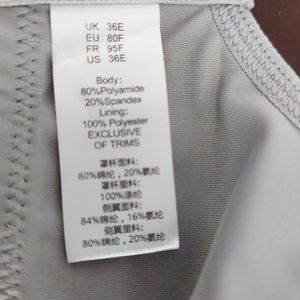 UK 36E
EU 80F
FR 95F
US 36E
Body:
80%Polyamide
20%Spandex
Lining:
100% Polyester
EXCLUSIVE
OF TRIMS
罩杯面料:
80% 锦纶, 20%氨纶
罩杯里料:
100%涤纶
侧翼面料:
84% 锦纶, 16%氨纶
侧翼里料:
80% 锦纶, 20%氨纶